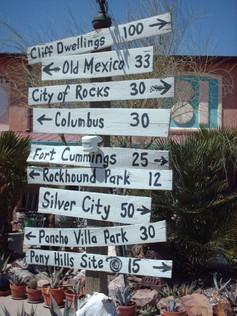 Cliff Dwellings 100
Old Mexico 33
City of Rocks 30
Columbus 30
Fort Cummings 25
Rockhound Park 12
Silver City 50
Pancho Villa Park 30
Pony Hills Site © 15